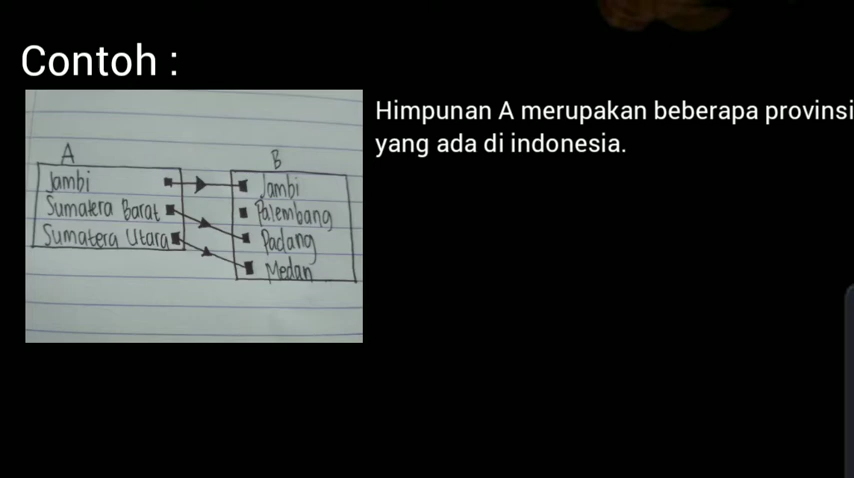 Contoh :
Himpunan A merupakan beberapa provinsi
yang ada di indonesia.
A
Jambi
Sumatera Barat
Sumatera Utara
B
Jambi
Palembang
Padang
Medan